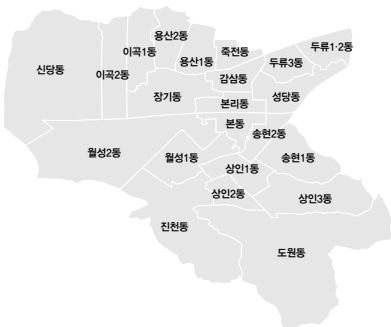 용산2동
이곡1동
두류1·2동
죽전동
용산1동
두류3동
신당동
이곡2동
감삼동
장기동
본리동
성당동
본동
송현2동
월성2동
월성1동
송현1동
상인1동
상인2동
상인3동
진천동
도원동